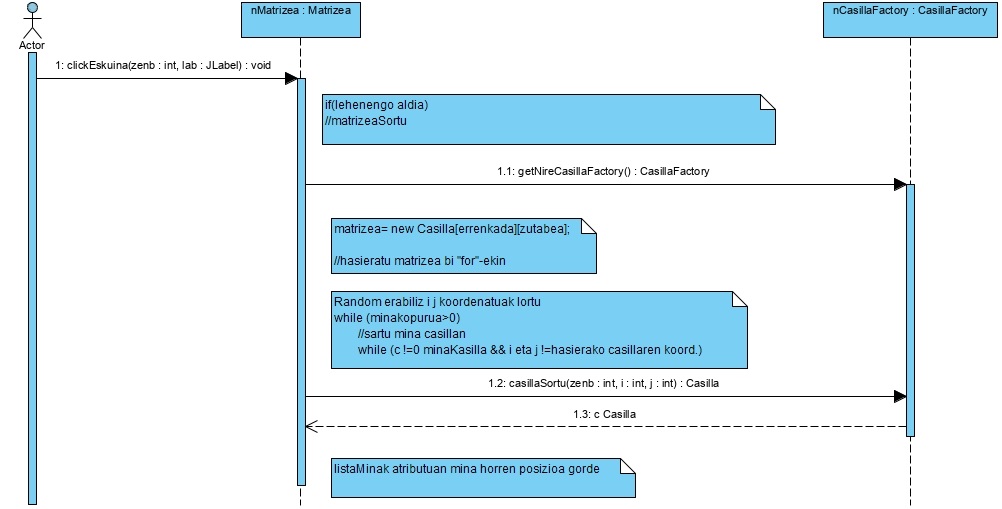 nMatrizea : Matrizea
nCasillaFactory : CasillaFactory
Actor
1: clickEskuina(zenb : int, lab : JLabel) : void
if(lehenengo aldia)
//matrizeaSortu
1.1: getNireCasillaFactory() : CasillaFactory
matrizea= new Casilla[errenkada][zutabea];
//hasieratu matrizea bi "for"-ekin
Random erabiliz i j koordenatuak lortu
while (minakopurua>0)
//sartu mina casillan
while (c !=0 minaKasilla && i eta j !=hasierako casillaren koord.)
1.2: casillaSortu(zenb : int, i : int, j : int) : Casilla
1.3: c Casilla
listaMinak atributuan mina horren posizioa gorde